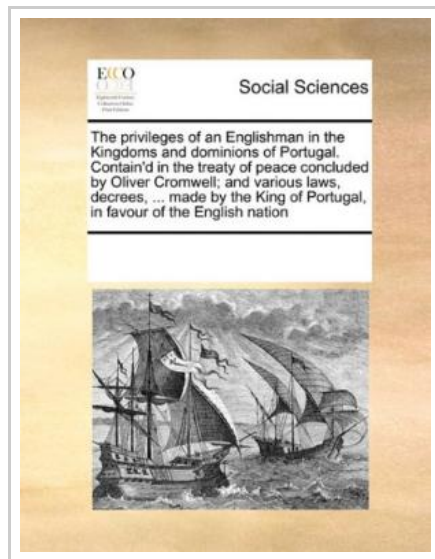 ECCO
Social Sciences
The privileges of an Englishman in the
Kingdoms and dominions of Portugal.
Contain'd in the treaty of peace concluded
by Oliver Cromwell; and various laws,
decrees, ... made by the King of Portugal,
in favour of the English nation